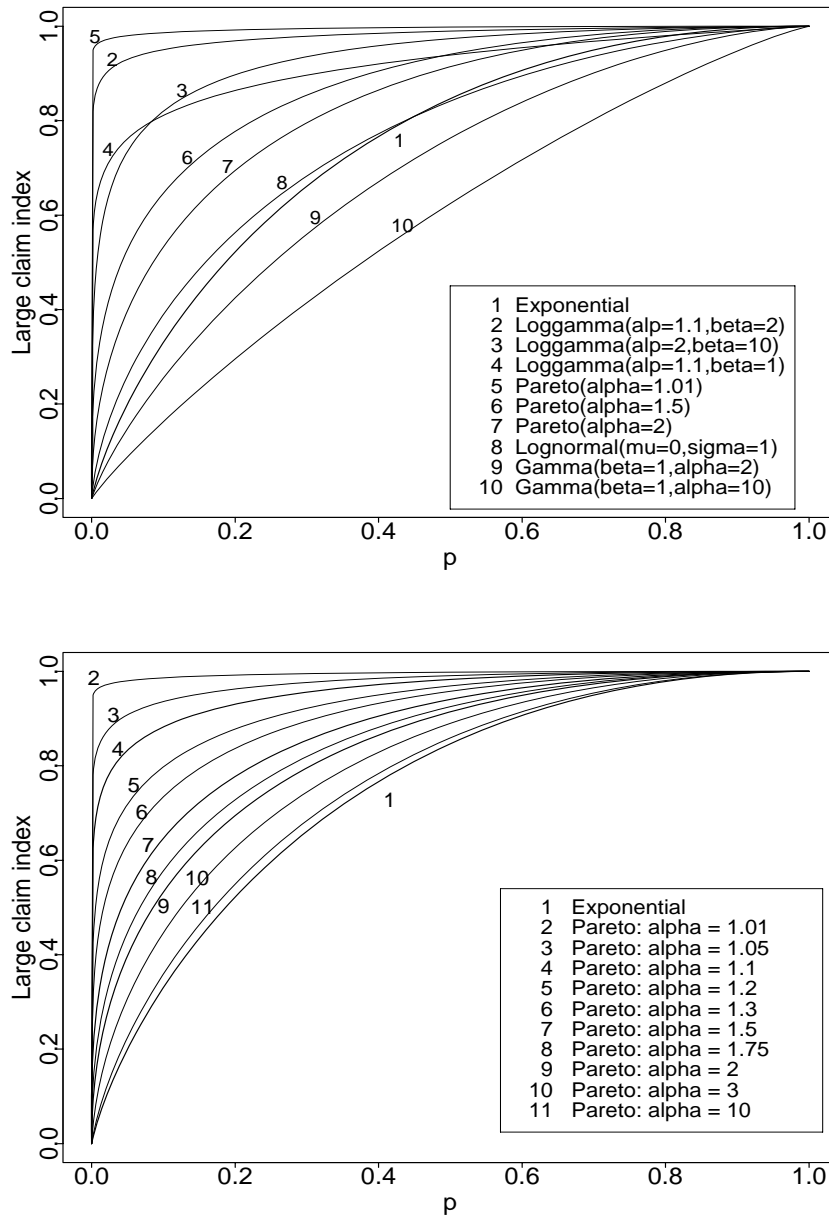 Large claim index
0.0
0.2
0.4
0.6
0.8
1.0
5
2
3
4
6
7
1
8
9
10
1 Exponential
2 Loggamma(alp=1.1,beta=2)
3 Loggamma(alp=2,beta=10)
4 Loggamma(alp=1.1,beta=1)
5 Pareto(alpha=1.01)
6 Pareto(alpha=1.5)
7 Pareto(alpha=2)
8 Lognormal(mu=0,sigma=1)
9 Gamma(beta=1,alpha=2)
10 Gamma(beta=1,alpha=10)
0.0 0.2 0.4 0.6 0.8 1.0
p
Large claim index
0.0
0.2
0.4
0.6
0.8
1.0
2
3
4
5
6
1
7
8
10
9
11
1 Exponential
2 Pareto: alpha = 1.01
3 Pareto: alpha = 1.05
4 Pareto: alpha = 1.1
5 Pareto: alpha = 1.2
6 Pareto: alpha = 1.3
7 Pareto: alpha = 1.5
8 Pareto: alpha = 1.75
9 Pareto: alpha = 2
10 Pareto: alpha = 3
11 Pareto: alpha = 10
0.0 0.2 0.4 0.6 0.8 1.0
p